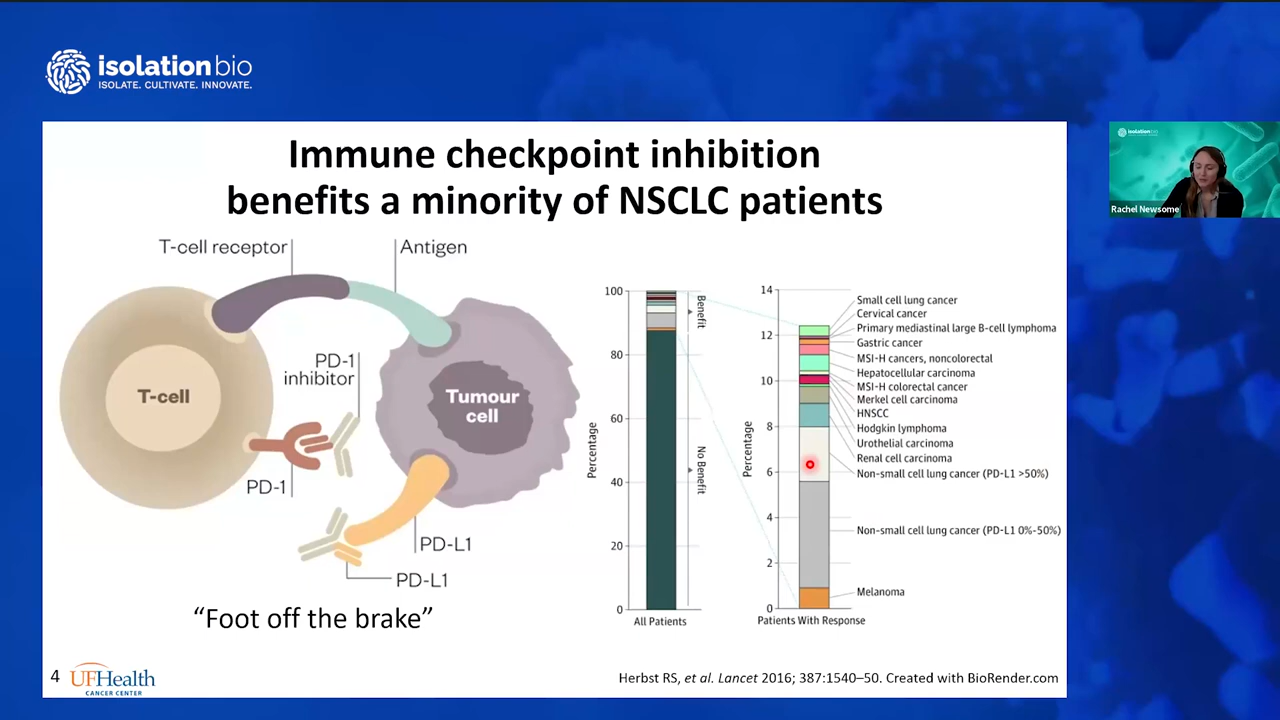 isolation bio
ISOLATE. CULTIVATE. INNOVATE.
Immune checkpoint inhibition
benefits a minority of NSCLC patients
T-cell receptor
Antigen
PD-1
inhibitor
T-cell
Tumour
cell
PD-1
PD-L1
PD-L1
“Foot off the brake”
Percentage
100
80
60
40
20
0
Benefit
No Benefit
All Patients
Percentage
14
12
10
8
6
4
2
0
Patients With Response
Small cell lung cancer
Cervical cancer
Primary mediastinal large B-cell lymphoma
Gastric cancer
MSI-H cancers, noncolorectal
Hepatocellular carcinoma
MSI-H colorectal cancer
Merkel cell carcinoma
HNSCC
Hodgkin lymphoma
Urothelial carcinoma
Renal cell carcinoma
Non-small cell lung cancer (PD-L1 >50%)
Non-small cell lung cancer (PD-L1 0%-50%)
Melanoma
4
UFHealth
CANCER CENTER
Herbst RS, et al. Lancet 2016; 387:1540–50. Created with BioRender.com
isolation bio
Rachel Newsome